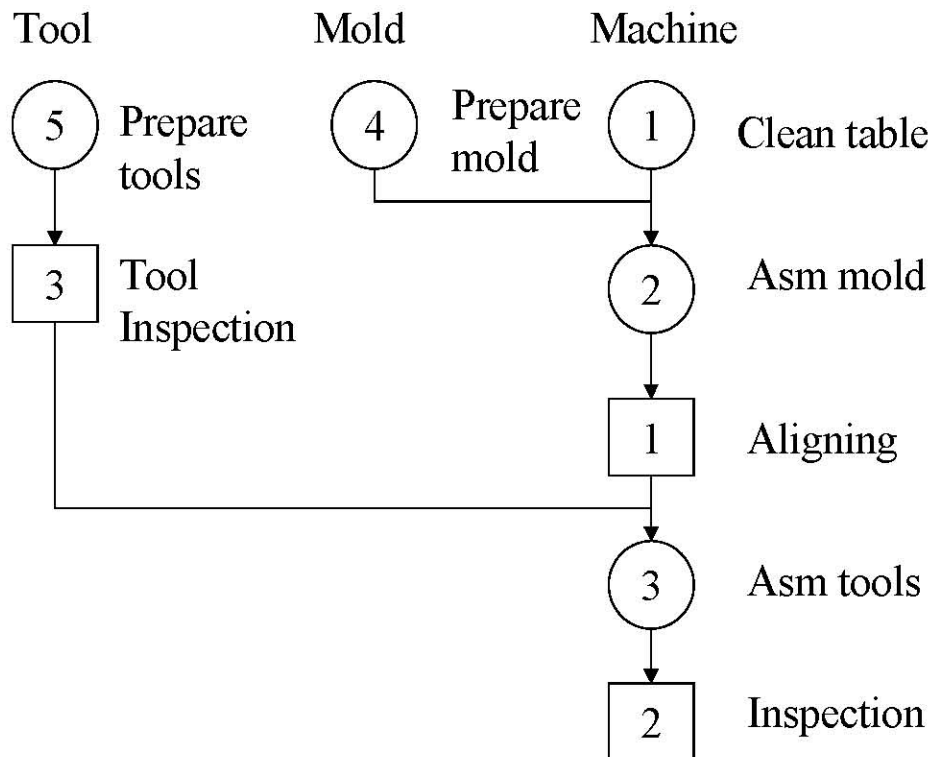 Tool Mold Machine
5 Prepare tools
4 Prepare mold
1 Clean table
3 Tool Inspection
2 Asm mold
1 Aligning
3 Asm tools
2 Inspection